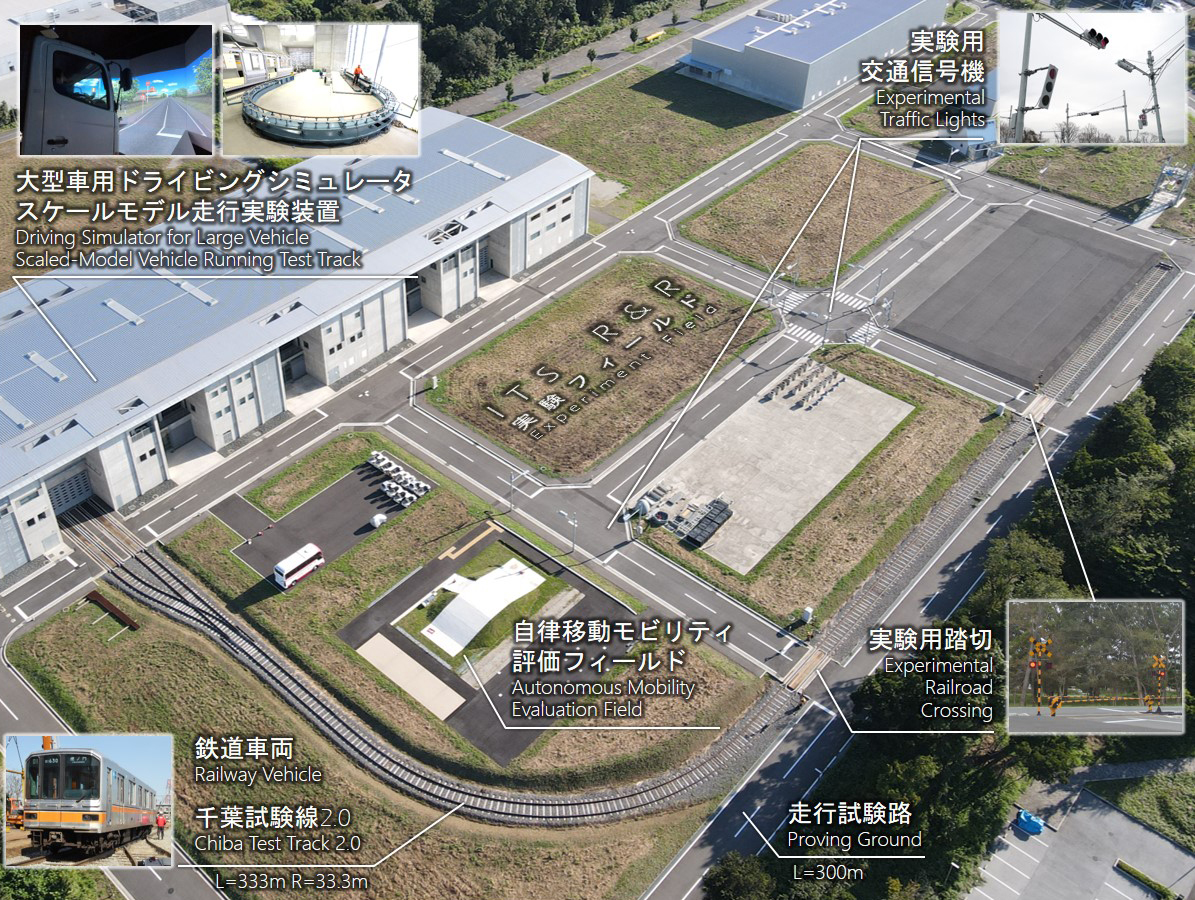 大型車用ドライビングシミュレータ
スケールモデル走行実験装置
Driving Simulator for Large Vehicle
Scaled-Model Vehicle Running Test Track
実験用
交通信号機
Experimental
Traffic Lights
ITS R&R
実験フィールド
Experiment Field
自律移動モビリティ
評価フィールド
Autonomous Mobility
Evaluation Field
実験用踏切
Experimental
Railroad
Crossing
鉄道車両
Railway Vehicle
千葉試験線2.0
Chiba Test Track 2.0
L=333m R=33.3m
走行試験路
Proving Ground
L=300m